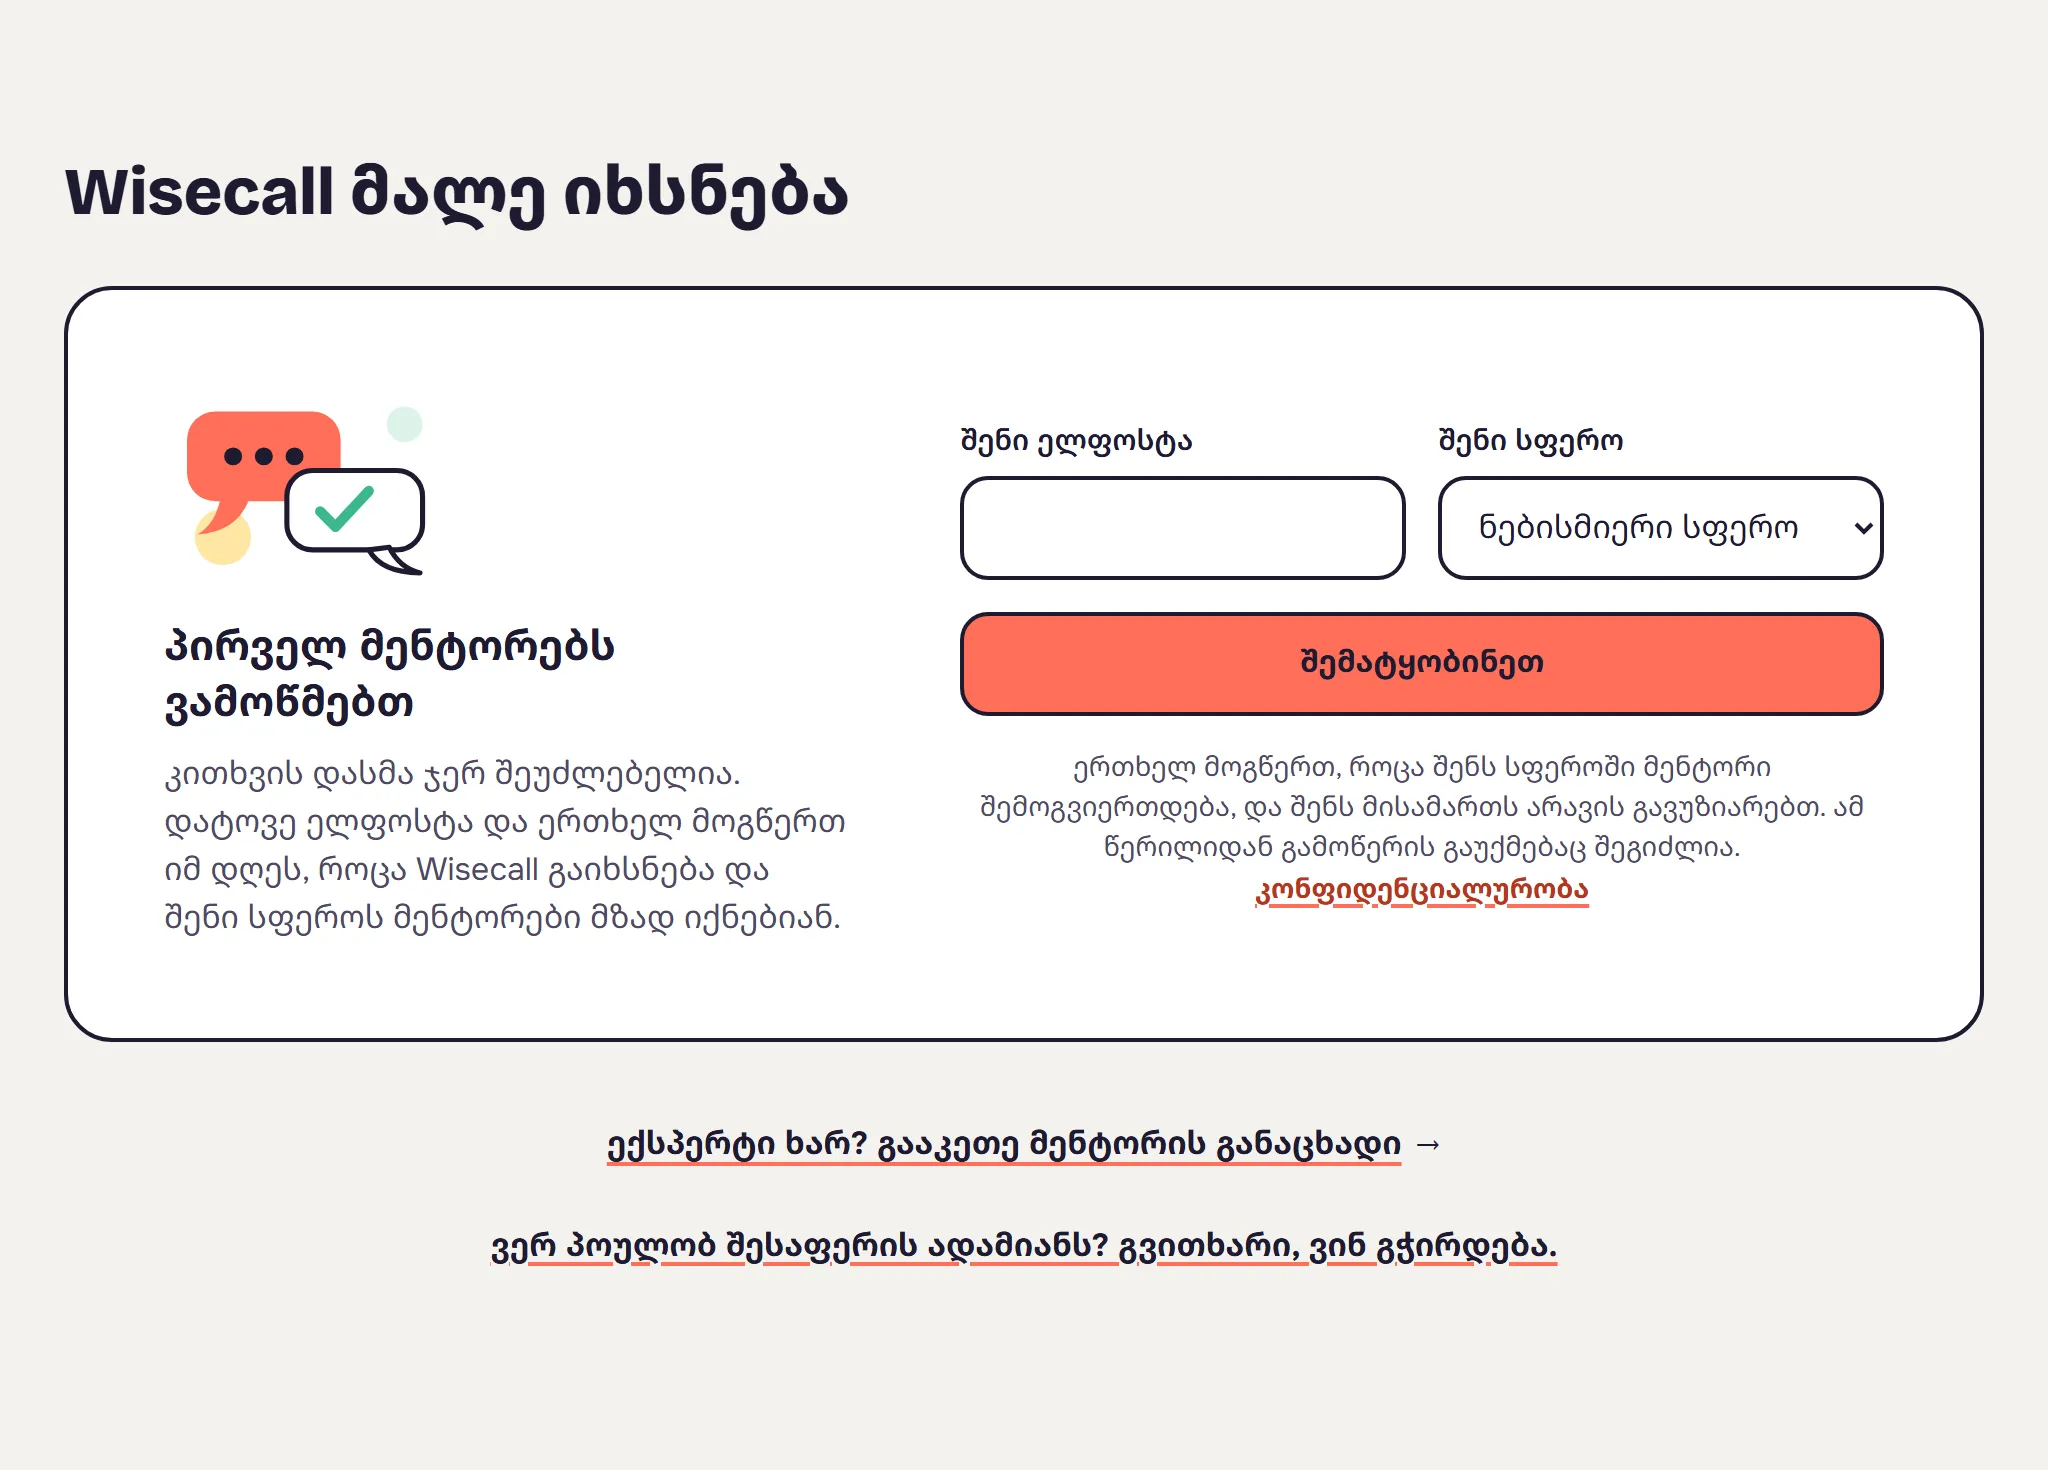 Wisecall მალე იხსნება
პირველ მენტორებს
ვამოწმებთ
კითხვის დასმა ჯერ შეუძლებელია.
დატოვე ელფოსტა და ერთხელ მოგწერთ
იმ დღეს, როცა Wisecall გაიხსნება და
შენი სფეროს მენტორები მზად იქნებიან.
შენი ელფოსტა
შენი სფერო
ნებისმიერი სფერო
შემატყობინეთ
ერთხელ მოგწერთ, როცა შენს სფეროში მენტორი
შემოგვიერთდება, და შენს მისამართს არავის გავუზიარებთ. ამ
წერილიდან გამოწერის გაუქმებაც შეგიძლია.
კონფიდენციალურობა
ექსპერტი ხარ? გააკეთე მენტორის განაცხადი →
ვერ პოულობ შესაფერის ადამიანს? გვითხარი, ვინ გჭირდება.